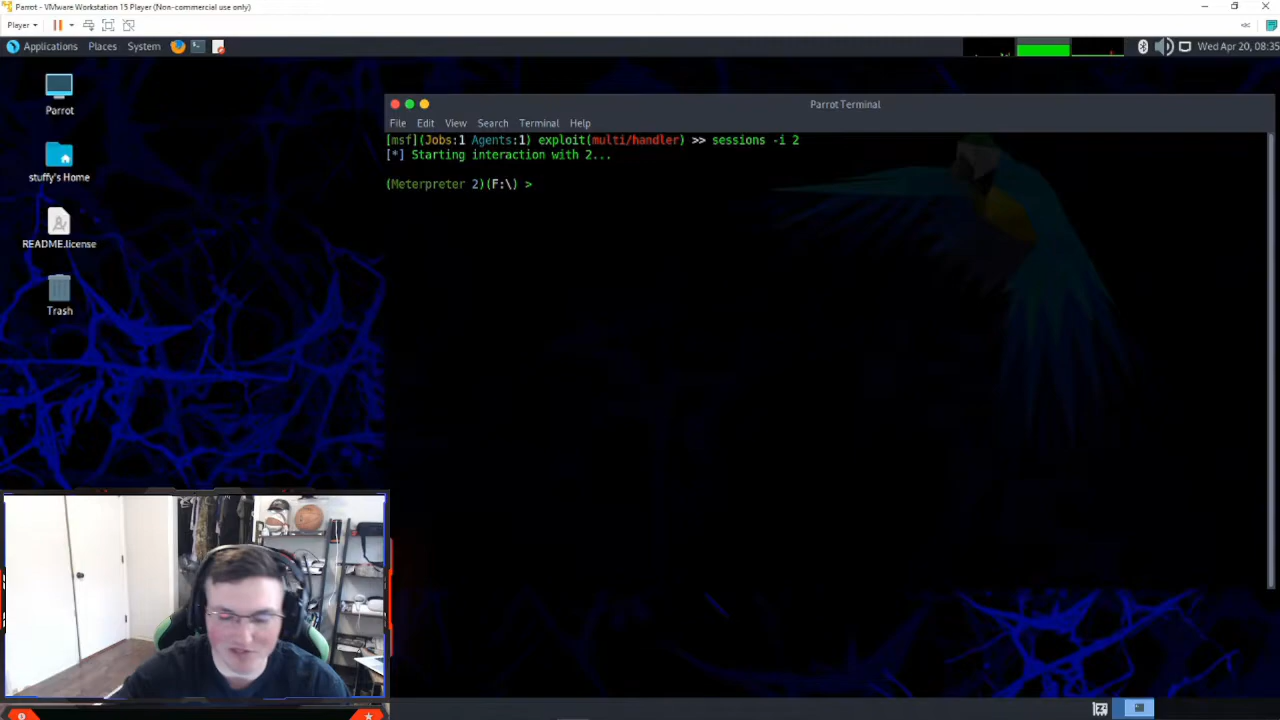 Parrot - VMware Workstation 15 Player (Non-commercial use only)
Player
Applications Places System
Wed Apr 20, 08:35
Parrot
stuffy's Home
README.license
Trash
Parrot Terminal
File Edit View Search Terminal Help
[msf](Jobs:1 Agents:1) exploit(multi/handler) >> sessions -i 2
[*] Starting interaction with 2...
(Meterpreter 2)(F:\) >